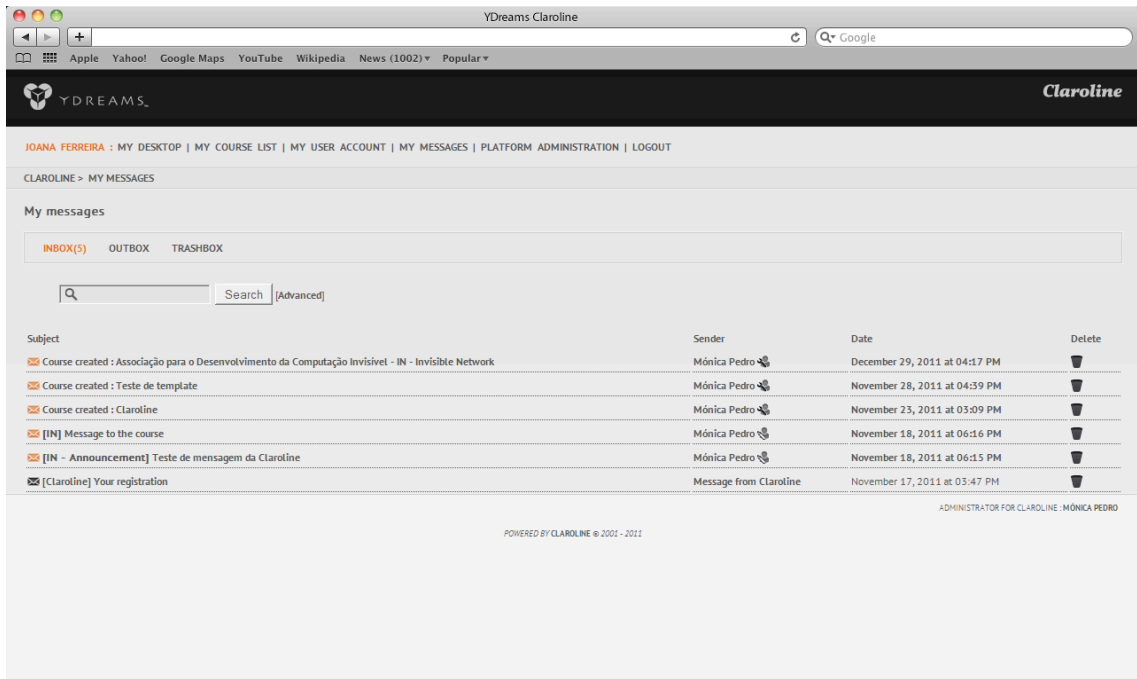 YDreams Claroline
Google
Apple Yahoo! Google Maps YouTube Wikipedia News (1002) Popular
YDREAMS
Claroline
JOANA FERREIRA : MY DESKTOP | MY COURSE LIST | MY USER ACCOUNT | MY MESSAGES | PLATFORM ADMINISTRATION | LOGOUT
CLAROLINE > MY MESSAGES
My messages
INBOX(5) OUTBOX TRASHBOX
Search [Advanced]
Subject Sender Date Delete
Course created : Associação para o Desenvolvimento da Computação Invisível - IN - Invisible Network Mónica Pedro December 29, 2011 at 04:17 PM
Course created : Teste de template Mónica Pedro November 28, 2011 at 04:39 PM
Course created : Claroline Mónica Pedro November 23, 2011 at 03:09 PM
[IN] Message to the course Mónica Pedro November 18, 2011 at 06:16 PM
[IN - Announcement] Teste de mensagem da Claroline Mónica Pedro November 18, 2011 at 06:15 PM
[Claroline] Your registration Message from Claroline November 17, 2011 at 03:47 PM
ADMINISTRATOR FOR CLAROLINE : MÓNICA PEDRO
POWERED BY CLAROLINE © 2001 - 2011